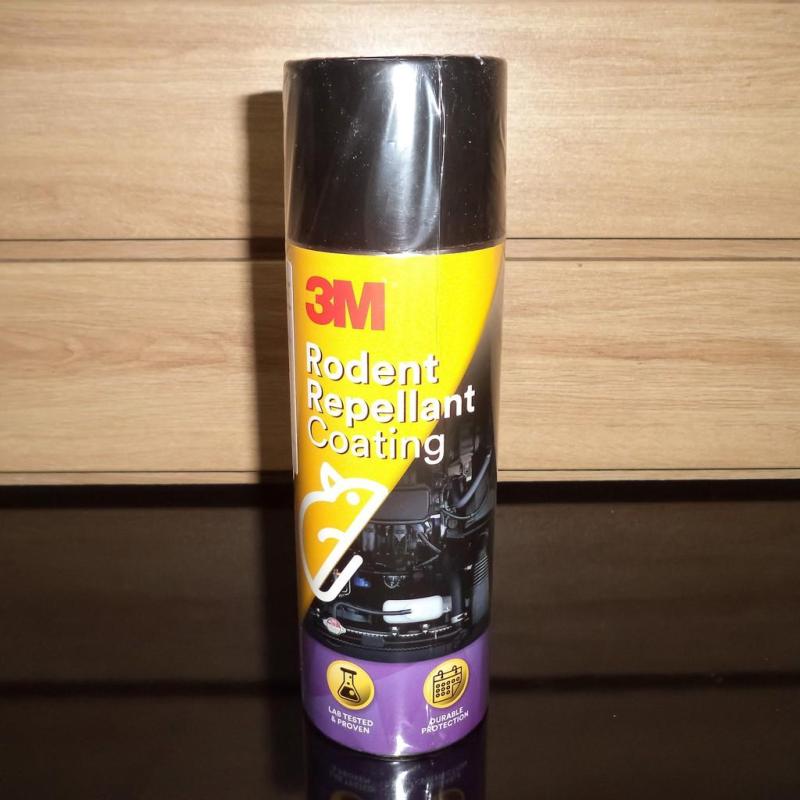 3M
Rodent
Repellant
Coating
LAB TESTED
& PROVEN
DURABLE
PROTECTION